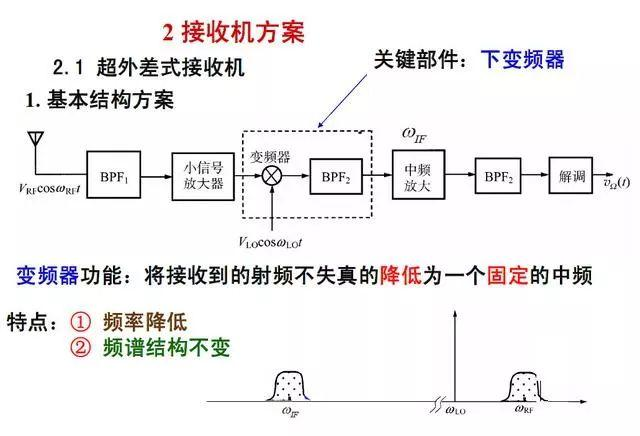 2 接收机方案
2.1 超外差式接收机
关键部件：下变频器
1. 基本结构方案
V_RF cosω_RF t
BPF₁
小信号
放大器
变频器
V_LO cosω_LO t
BPF₂
ω_IF
中频
放大
BPF₂
解调
v_Ω(t)
变频器功能：将接收到的射频不失真的降低为一个固定的中频
特点：① 频率降低
② 频谱结构不变
ω_IF
ω_LO
ω_RF